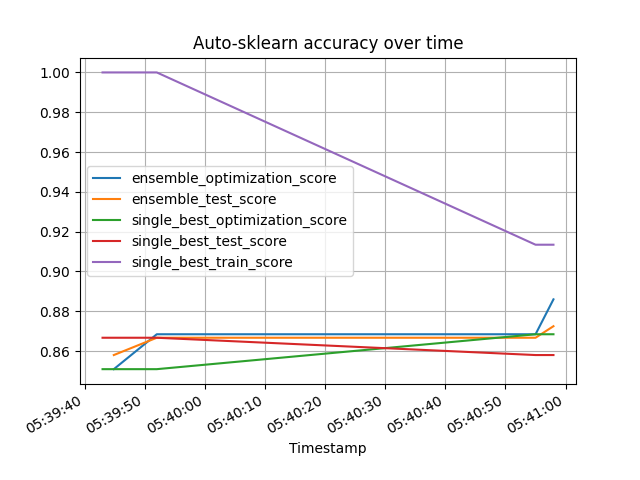 Auto-sklearn accuracy over time
1.00
0.98
0.96
0.94
0.92
0.90
0.88
0.86
ensemble_optimization_score
ensemble_test_score
single_best_optimization_score
single_best_test_score
single_best_train_score
05:39:40
05:39:50
05:40:00
05:40:10
05:40:20
05:40:30
05:40:40
05:40:50
05:41:00
Timestamp